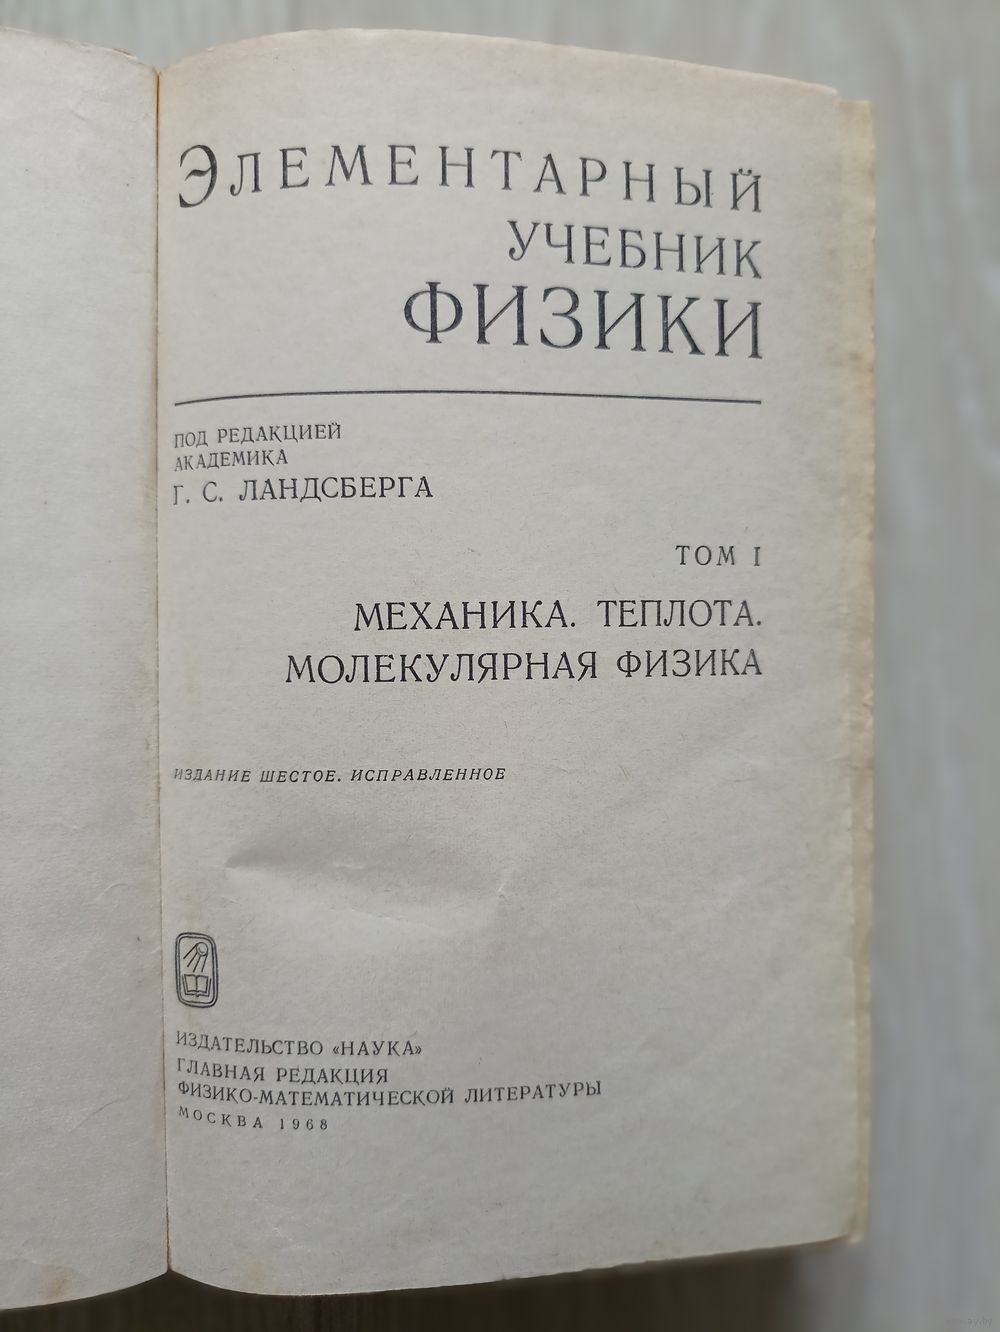 ЭЛЕМЕНТАРНЫЙ
УЧЕБНИК
ФИЗИКИ
ПОД РЕДАКЦИЕЙ
АКАДЕМИКА
Г. С. ЛАНДСБЕРГА
ТОМ I
МЕХАНИКА. ТЕПЛОТА.
МОЛЕКУЛЯРНАЯ ФИЗИКА
ИЗДАНИЕ ШЕСТОЕ. ИСПРАВЛЕННОЕ
ИЗДАТЕЛЬСТВО «НАУКА»
ГЛАВНАЯ РЕДАКЦИЯ
ФИЗИКО-МАТЕМАТИЧЕСКОЙ ЛИТЕРАТУРЫ
МОСКВА 1968